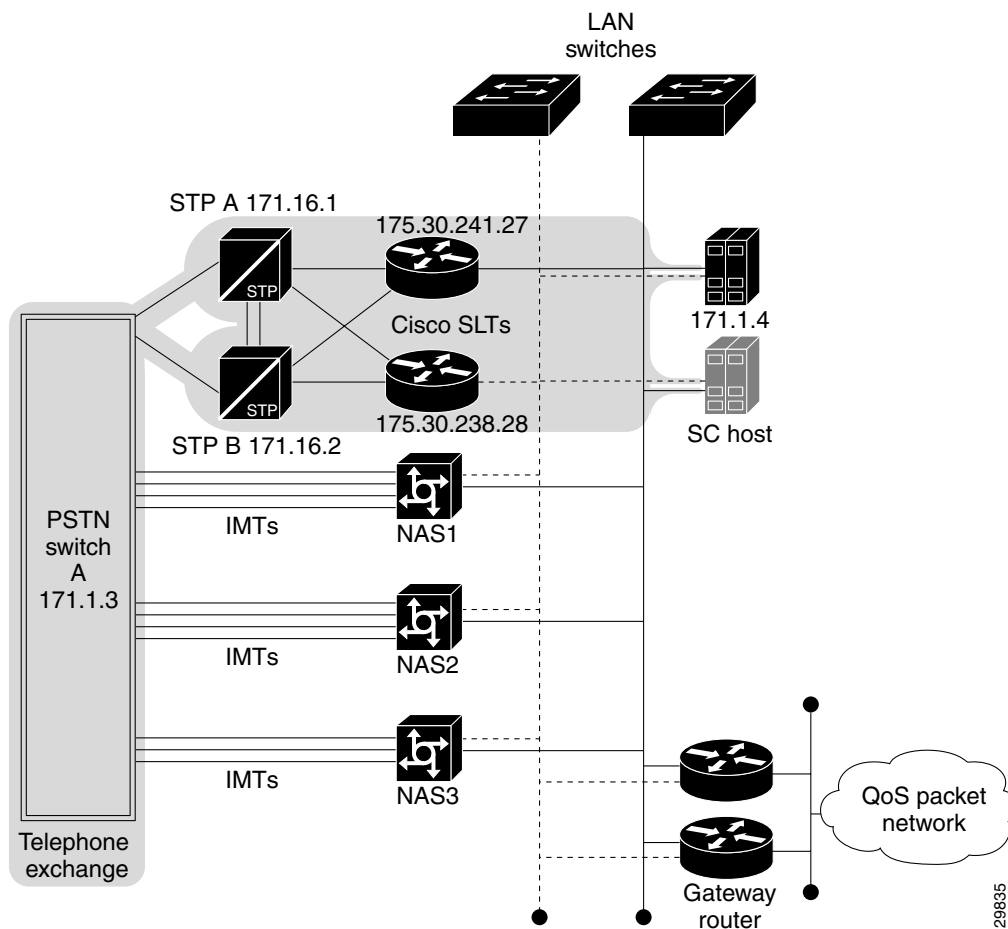 LAN
switches
STP A 171.16.1
175.30.241.27
STP
Cisco SLTs
171.1.4
STP
175.30.238.28
SC host
STP B 171.16.2
PSTN
switch
A
171.1.3
IMTs
NAS1
IMTs
NAS2
IMTs
NAS3
QoS packet
network
Telephone
exchange
Gateway
router
29835